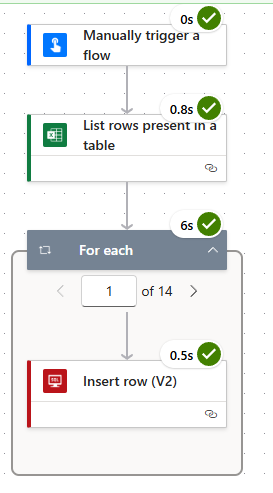 0s
Manually trigger a
flow
0.8s
List rows present in a
table
6s
For each
1 of 14
0.5s
SQL
Insert row (V2)